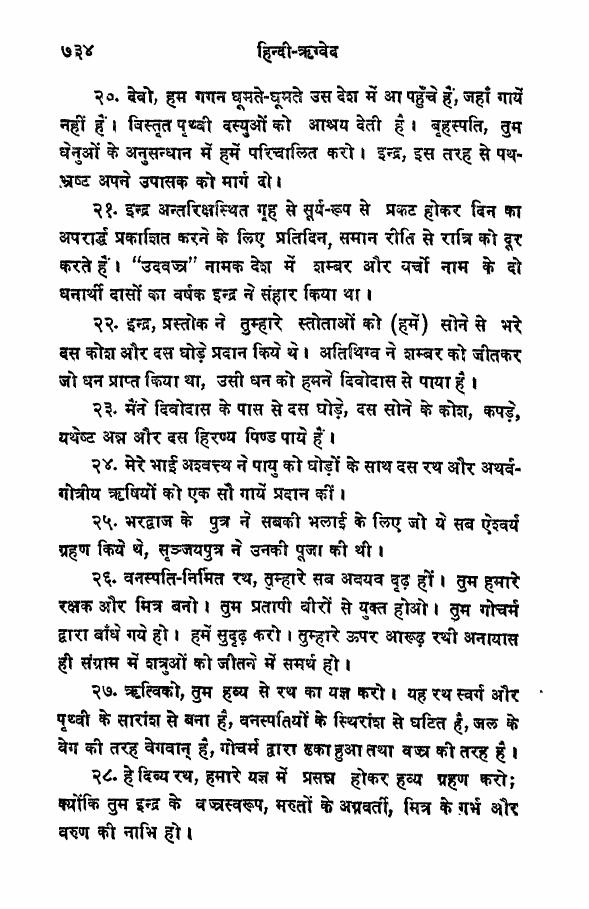 ७३४ हिन्दी-ऋग्वेद
२०. देवो, हम गगन घूमते-घूमते उस देश में आ पहुँचे हैं, जहाँ गायें
नहीं हैं। विस्तृत पृथ्वी दस्युओं को आश्रय देती है। बृहस्पति, तुम
धेनुओं के अनुसन्धान में हमें परिचालित करो। इन्द्र, इस तरह से पथ-
भ्रष्ट अपने उपासक को मार्ग दो।
२१. इन्द्र अन्तरिक्षस्थित गृह से सूर्य-रूप से प्रकट होकर दिन का
अपरार्द्ध प्रकाशित करने के लिए प्रतिदिन, समान रीति से रात्रि को दूर
करते हैं। "उदवज्र" नामक देश में शम्बर और वर्चो नाम के दो
धनार्थी दासों का वर्षक इन्द्र ने संहार किया था।
२२. इन्द्र, प्रस्तोक ने तुम्हारे स्तोताओं को (हमें) सोने से भरे
दस कोश और दस घोड़े प्रदान किये थे। अतिथिग्व ने शम्बर को जीतकर
जो धन प्राप्त किया था, उसी धन को हमने दिवोदास से पाया है।
२३. मैंने दिवोदास के पास से दस घोड़े, दस सोने के कोश, कपड़े,
यथेष्ट अन्न और दस हिरण्य पिण्ड पाये हैं।
२४. मेरे भाई अश्वत्थ ने पायु को घोड़ों के साथ दस रथ और अथर्व-
गोत्रीय ऋषियों को एक सौ गायें प्रदान कीं।
२५. भरद्वाज के पुत्र ने सबकी भलाई के लिए जो ये सब ऐश्वर्य
ग्रहण किये थे, सृञ्जयपुत्र ने उनकी पूजा की थी।
२६. वनस्पति-निर्मित रथ, तुम्हारे सब अवयव दृढ़ हों। तुम हमारे
रक्षक और मित्र बनो। तुम प्रतापी वीरों से युक्त होओ। तुम गोचर्म
द्वारा बाँधे गये हो। हमें सुदृढ़ करो। तुम्हारे ऊपर आरूढ़ रथी अनायास
ही संग्राम में शत्रुओं को जीतने में समर्थ हो।
२७. ऋत्विको, तुम हव्य से रथ का यज्ञ करो। यह रथ स्वर्ग और
पृथ्वी के सारांश से बना है, वनस्पतियों के स्थिरांश से घटित है, जल के
वेग की तरह वेगवान् है, गोचर्म द्वारा ढका हुआ तथा वज्र की तरह है।
२८. हे दिव्य रथ, हमारे यज्ञ में प्रसन्न होकर हव्य ग्रहण करो;
क्योंकि तुम इन्द्र के वज्रस्वरूप, मरुतों के अग्रवर्ती, मित्र के गर्भ और
वरुण की नाभि हो।